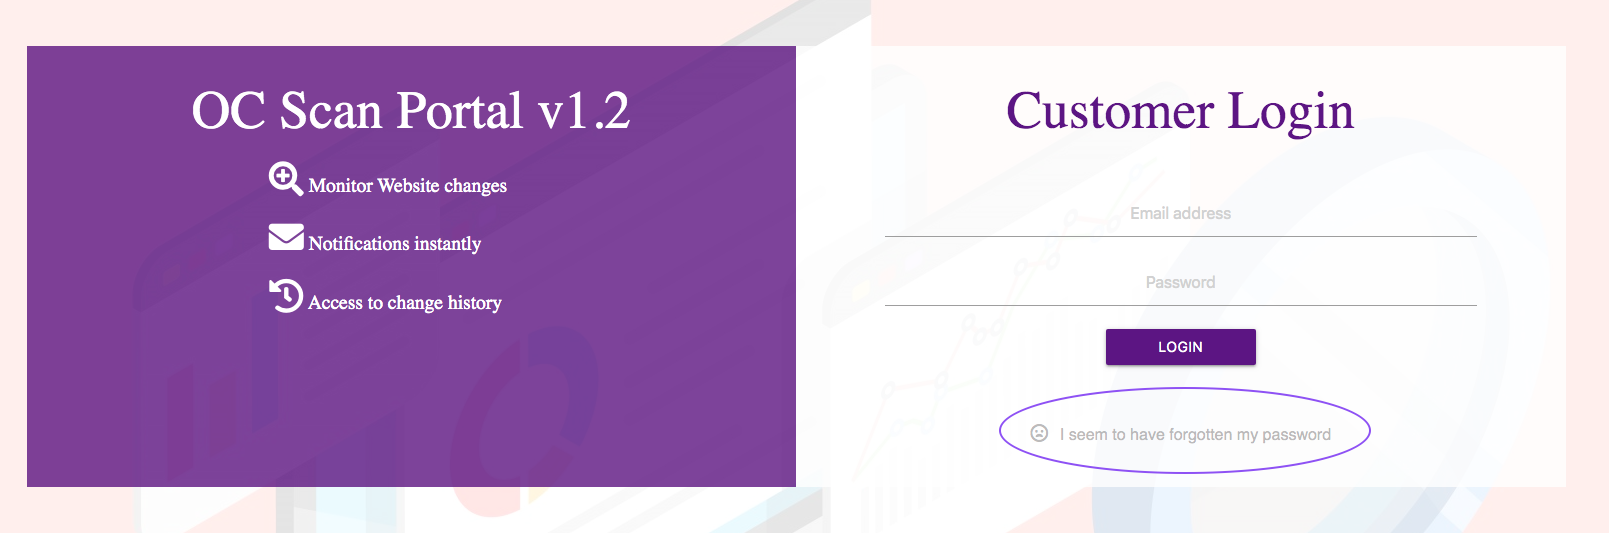 OC Scan Portal v1.2
Monitor Website changes
Notifications instantly
Access to change history
Customer Login
Email address
Password
LOGIN
I seem to have forgotten my password